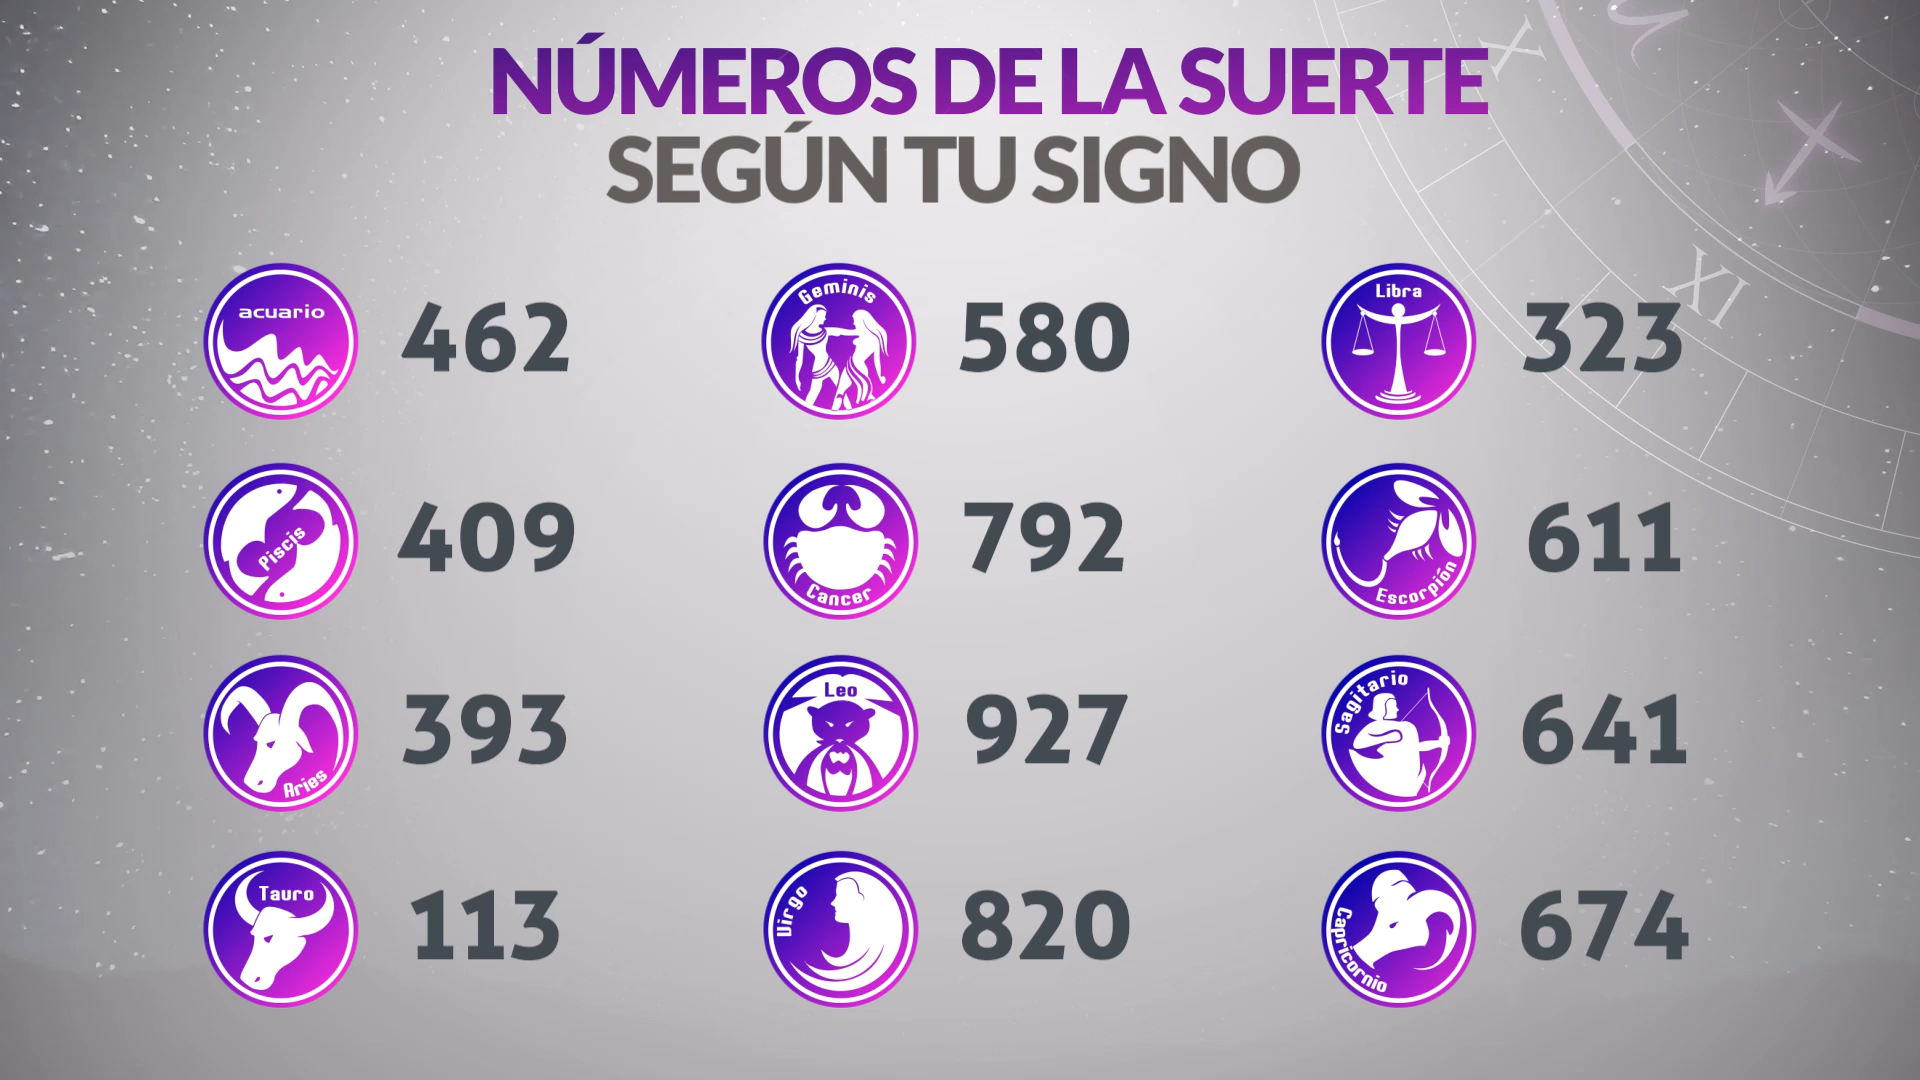 NÚMEROS DE LA SUERTE
SEGÚN TU SIGNO
acuario 462
Geminis 580
Libra 323
Piscis 409
Cancer 792
Escorpión 611
Aries 393
Leo 927
Sagitario 641
Tauro 113
Virgo 820
Capricornio 674
X
XI